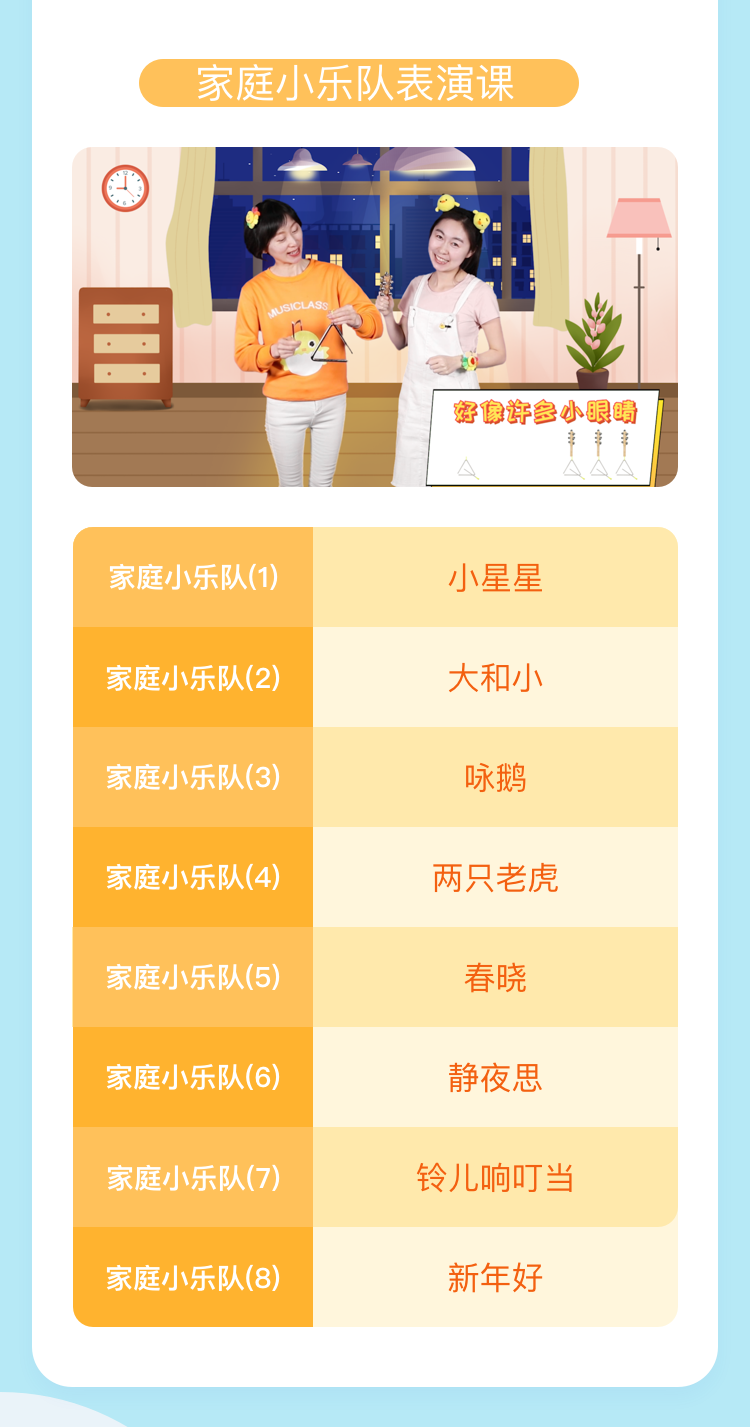 家庭小乐队表演课
MUSICLASS
好像许多小眼睛
家庭小乐队(1)
小星星
家庭小乐队(2)
大和小
家庭小乐队(3)
咏鹅
家庭小乐队(4)
两只老虎
家庭小乐队(5)
春晓
家庭小乐队(6)
静夜思
家庭小乐队(7)
铃儿响叮当
家庭小乐队(8)
新年好